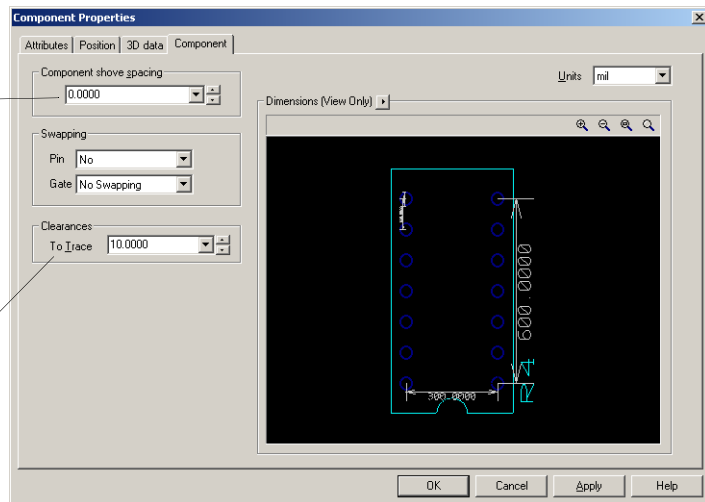 Component Properties
Attributes Position 3D data Component
Component shove spacing
0.0000
Units mil
Dimensions (View Only)
Swapping
Pin No
Gate No Swapping
Clearances
To Trace 10.0000
600.0000
R4
300.0000
OK Cancel Apply Help